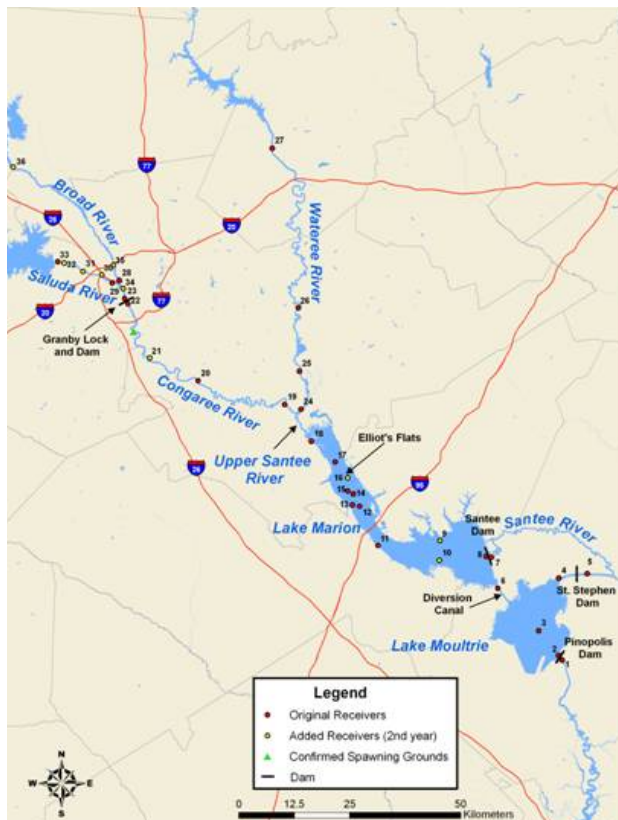 36
27
77
Broad River
26
20
Wateree River
33
32
31
30
35
28
29
34
23
22
Saluda River
77
20
Granby Lock
and Dam
26
21
20
25
Congaree River
19
24
18
Elliot's Flats
17
Upper Santee
River
16
15
14
13
12
26
95
Lake Marion
11
9
10
Santee
Dam
Santee River
8
7
6
4
5
St. Stephen
Dam
Diversion
Canal
3
Lake Moultrie
Pinopolis
Dam
2
1
Legend
Original Receivers
Added Receivers (2nd year)
Confirmed Spawning Grounds
Dam
N
W
E
S
0
12.5
25
50
Kilometers